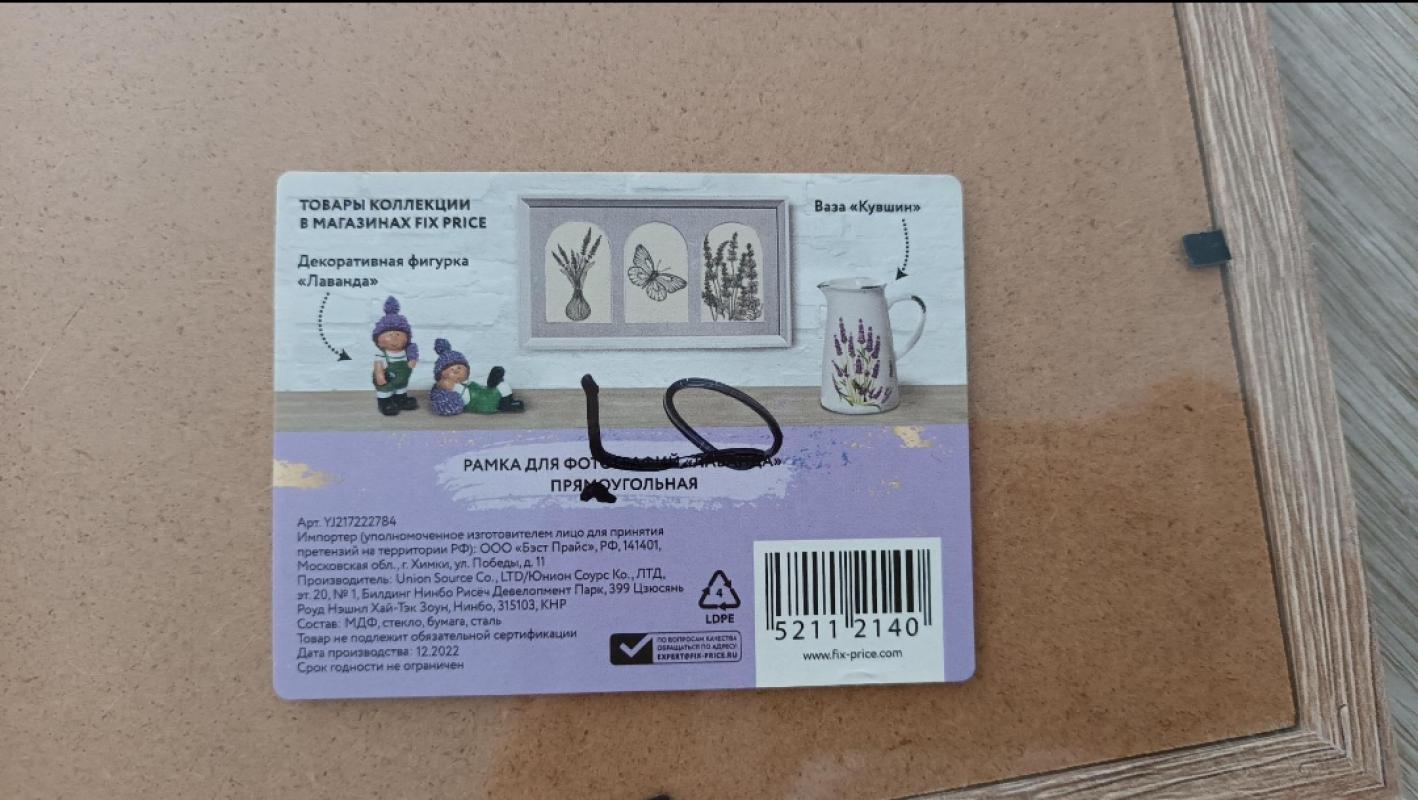 ТОВАРЫ КОЛЛЕКЦИИ
В МАГАЗИНАХ FIX PRICE
Декоративная фигурка
«Лаванда»
Ваза «Кувшин»
РАМКА ДЛЯ ФОТОГРАФИЙ «ЛАВАНДА»
ПРЯМОУГОЛЬНАЯ
Арт. YJ217222784
Импортер (уполномоченное изготовителем лицо для принятия
претензий на территории РФ): ООО «Бэст Прайс», РФ, 141401,
Московская обл., г. Химки, ул. Победы, д. 11
Производитель: Union Source Co., LTD/Юнион Соурс Ко., ЛТД,
эт. 20, № 1, Билдинг Нинбо Рисёч Девелопмент Парк, 399 Цзюсянь
Роуд Нэшнл Хай-Тэк Зоун, Нинбо, 315103, КНР
Состав: МДФ, стекло, бумага, сталь
Товар не подлежит обязательной сертификации
Дата производства: 12.2022
Срок годности не ограничен
4
LDPE
ПО ВОПРОСАМ КАЧЕСТВА
ОБРАЩАТЬСЯ ПО АДРЕСУ:
EXPERT@FIX-PRICE.RU
5211 2140
www.fix-price.com